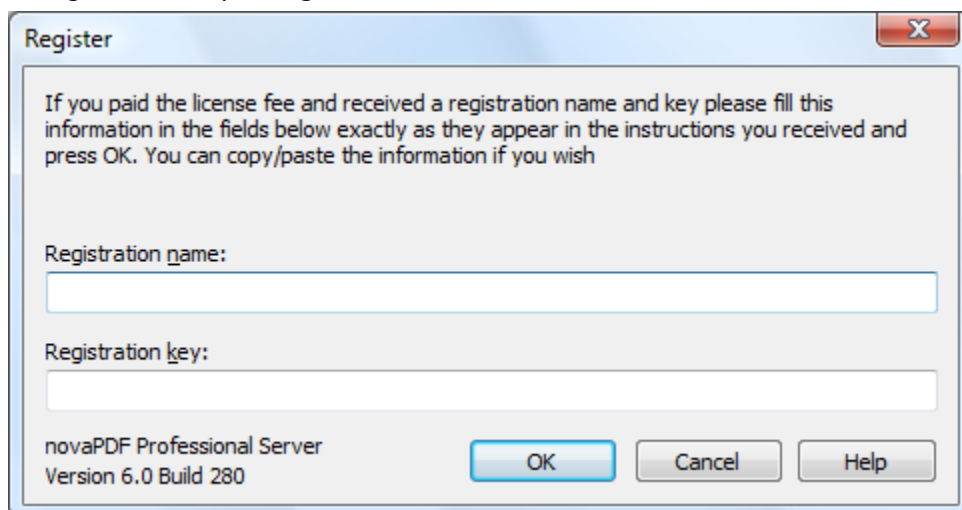 Register
If you paid the license fee and received a registration name and key please fill this
information in the fields below exactly as they appear in the instructions you received and
press OK. You can copy/paste the information if you wish
Registration name:
Registration key:
novaPDF Professional Server
Version 6.0 Build 280
OK Cancel Help